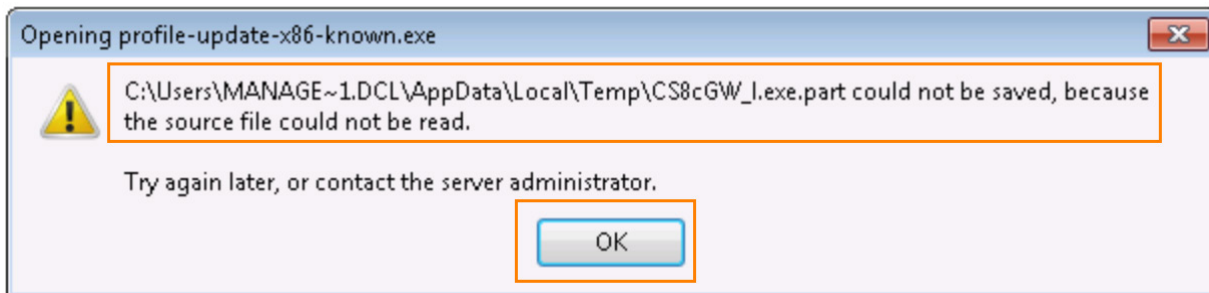 Opening profile-update-x86-known.exe
C:\Users\MANAGE~1.DCL\AppData\Local\Temp\CS8cGW_I.exe.part could not be saved, because
the source file could not be read.
Try again later, or contact the server administrator.
OK